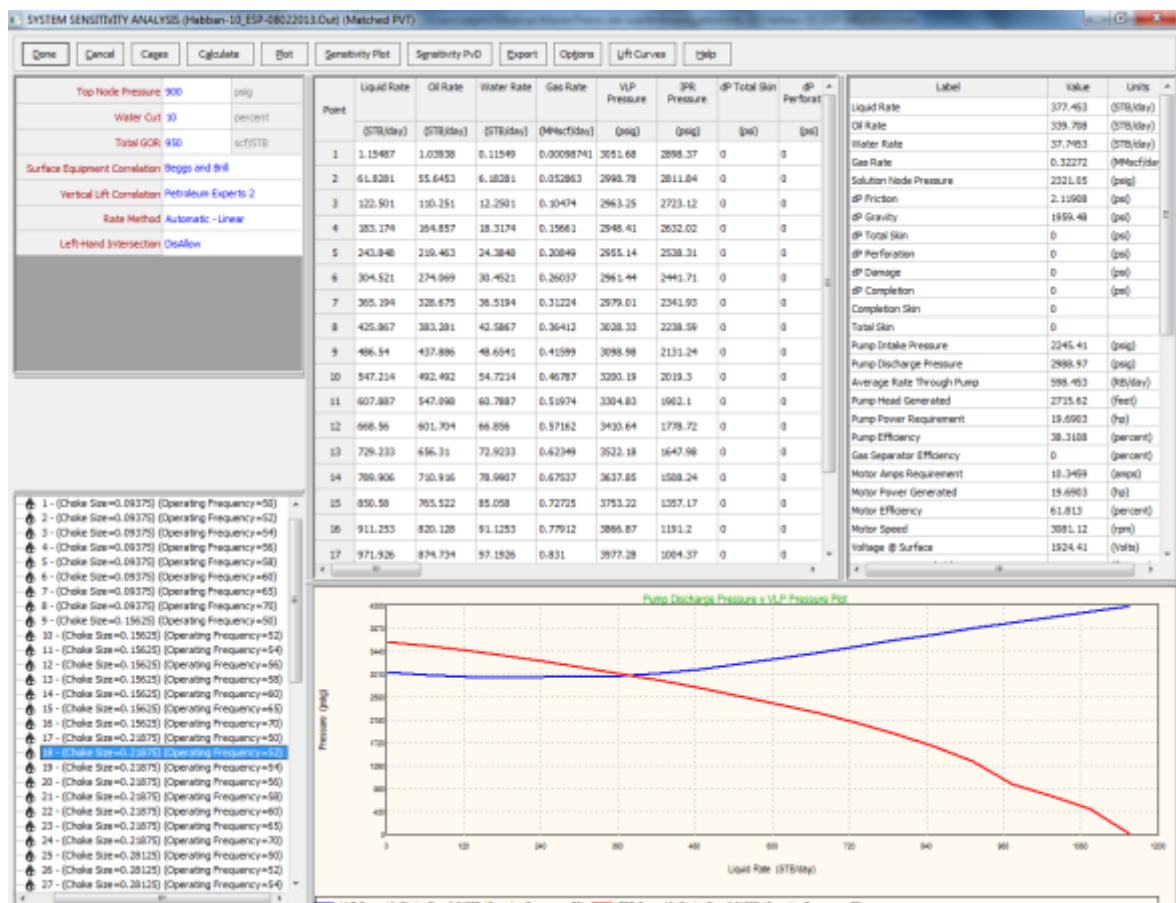 SYSTEM SENSITIVITY ANALYSIS (Habban-10_ESP-08022013.Out) (Matched PVT)
Done Cancel Cases Calculate Plot Sensitivity Plot Sensitivity PvD Export Options Lift Curves Help
Top Node Pressure 900 psig
Water Cut 10 percent
Total GOR 950 scf/STB
Surface Equipment Correlation Beggs and Brill
Vertical Lift Correlation Petroleum Experts 2
Rate Method Automatic - Linear
Left-Hand Intersection DisAllow
Point Liquid Rate Oil Rate Water Rate Gas Rate VLP Pressure IPR Pressure dP Total Skin dP Perforat
(STB/day) (STB/day) (STB/day) (MMscf/day) (psig) (psig) (psi) (psi)
1 1.15487 1.03938 0.11549 0.00098741 3051.68 2898.37 0 0
2 61.8281 55.6453 6.18281 0.052863 2998.78 2811.84 0 0
3 122.501 110.251 12.2501 0.10474 2963.25 2723.12 0 0
4 183.174 164.857 18.3174 0.15661 2948.41 2632.02 0 0
5 243.848 219.463 24.3848 0.20849 2955.14 2538.31 0 0
6 304.521 274.069 30.4521 0.26037 2961.44 2441.71 0 0
7 365.194 328.675 36.5194 0.31224 2979.01 2341.93 0 0
8 425.867 383.281 42.5867 0.36412 3028.33 2238.59 0 0
9 486.54 437.886 48.6541 0.41599 3098.98 2131.24 0 0
10 547.214 492.492 54.7214 0.46787 3200.19 2019.3 0 0
11 607.887 547.098 60.7887 0.51974 3304.83 1902.1 0 0
12 668.56 601.704 66.856 0.57162 3410.64 1778.72 0 0
13 729.233 656.31 72.9233 0.62349 3522.18 1647.98 0 0
14 789.906 710.916 78.9907 0.67537 3637.85 1508.24 0 0
15 850.58 765.522 85.058 0.72725 3753.22 1357.17 0 0
16 911.253 820.128 91.1253 0.77912 3866.87 1191.2 0 0
17 971.926 874.734 97.1926 0.831 3977.28 1004.37 0 0
Label Value Units
Liquid Rate 377.453 (STB/day)
Oil Rate 339.708 (STB/day)
Water Rate 37.7453 (STB/day)
Gas Rate 0.32272 (MMscf/day
Solution Node Pressure 2321.05 (psig)
dP Friction 2.11988 (psi)
dP Gravity 1959.48 (psi)
dP Total Skin 0 (psi)
dP Perforation 0 (psi)
dP Damage 0 (psi)
dP Completion 0 (psi)
Completion Skin 0
Total Skin 0
Pump Intake Pressure 2245.41 (psig)
Pump Discharge Pressure 2988.97 (psig)
Average Rate Through Pump 598.453 (RB/day)
Pump Head Generated 2715.62 (feet)
Pump Power Requirement 19.6903 (hp)
Pump Efficiency 38.3108 (percent)
Gas Separator Efficiency 0 (percent)
Motor Amps Requirement 10.3459 (amps)
Motor Power Generated 19.6903 (hp)
Motor Efficiency 61.813 (percent)
Motor Speed 3081.12 (rpm)
Voltage @ Surface 1924.41 (Volts)
1 - (Choke Size=0.09375) (Operating Frequency=50)
2 - (Choke Size=0.09375) (Operating Frequency=52)
3 - (Choke Size=0.09375) (Operating Frequency=54)
4 - (Choke Size=0.09375) (Operating Frequency=56)
5 - (Choke Size=0.09375) (Operating Frequency=58)
6 - (Choke Size=0.09375) (Operating Frequency=60)
7 - (Choke Size=0.09375) (Operating Frequency=65)
8 - (Choke Size=0.09375) (Operating Frequency=70)
9 - (Choke Size=0.15625) (Operating Frequency=50)
10 - (Choke Size=0.15625) (Operating Frequency=52)
11 - (Choke Size=0.15625) (Operating Frequency=54)
12 - (Choke Size=0.15625) (Operating Frequency=56)
13 - (Choke Size=0.15625) (Operating Frequency=58)
14 - (Choke Size=0.15625) (Operating Frequency=60)
15 - (Choke Size=0.15625) (Operating Frequency=65)
16 - (Choke Size=0.15625) (Operating Frequency=70)
17 - (Choke Size=0.21875) (Operating Frequency=50)
18 - (Choke Size=0.21875) (Operating Frequency=52)
19 - (Choke Size=0.21875) (Operating Frequency=54)
20 - (Choke Size=0.21875) (Operating Frequency=56)
21 - (Choke Size=0.21875) (Operating Frequency=58)
22 - (Choke Size=0.21875) (Operating Frequency=60)
23 - (Choke Size=0.21875) (Operating Frequency=65)
24 - (Choke Size=0.21875) (Operating Frequency=70)
25 - (Choke Size=0.28125) (Operating Frequency=50)
26 - (Choke Size=0.28125) (Operating Frequency=52)
27 - (Choke Size=0.28125) (Operating Frequency=54)
Pump Discharge Pressure v VLP Pressure Plot
4300
3870
3440
3010
2580
2150
1720
1290
860
430
0
Pressure (psig)
0 120 240 360 480 600 720 840 960 1080 1200
Liquid Rate (STB/day)